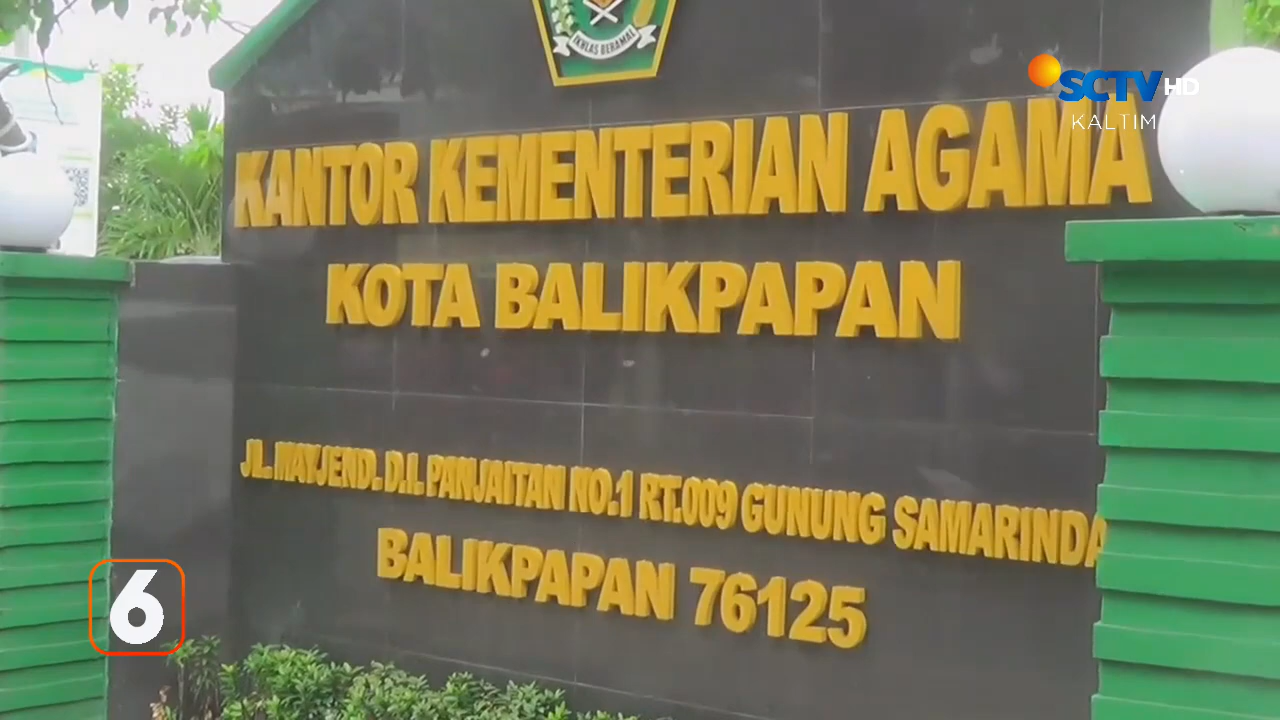 IKHLAS BERAMAL
SCTV HD
KALTIM
KANTOR KEMENTERIAN AGAMA
KOTA BALIKPAPAN
JL. MAYJEND. D.I. PANJAITAN NO.1 RT.009 GUNUNG SAMARINDA
BALIKPAPAN 76125
6